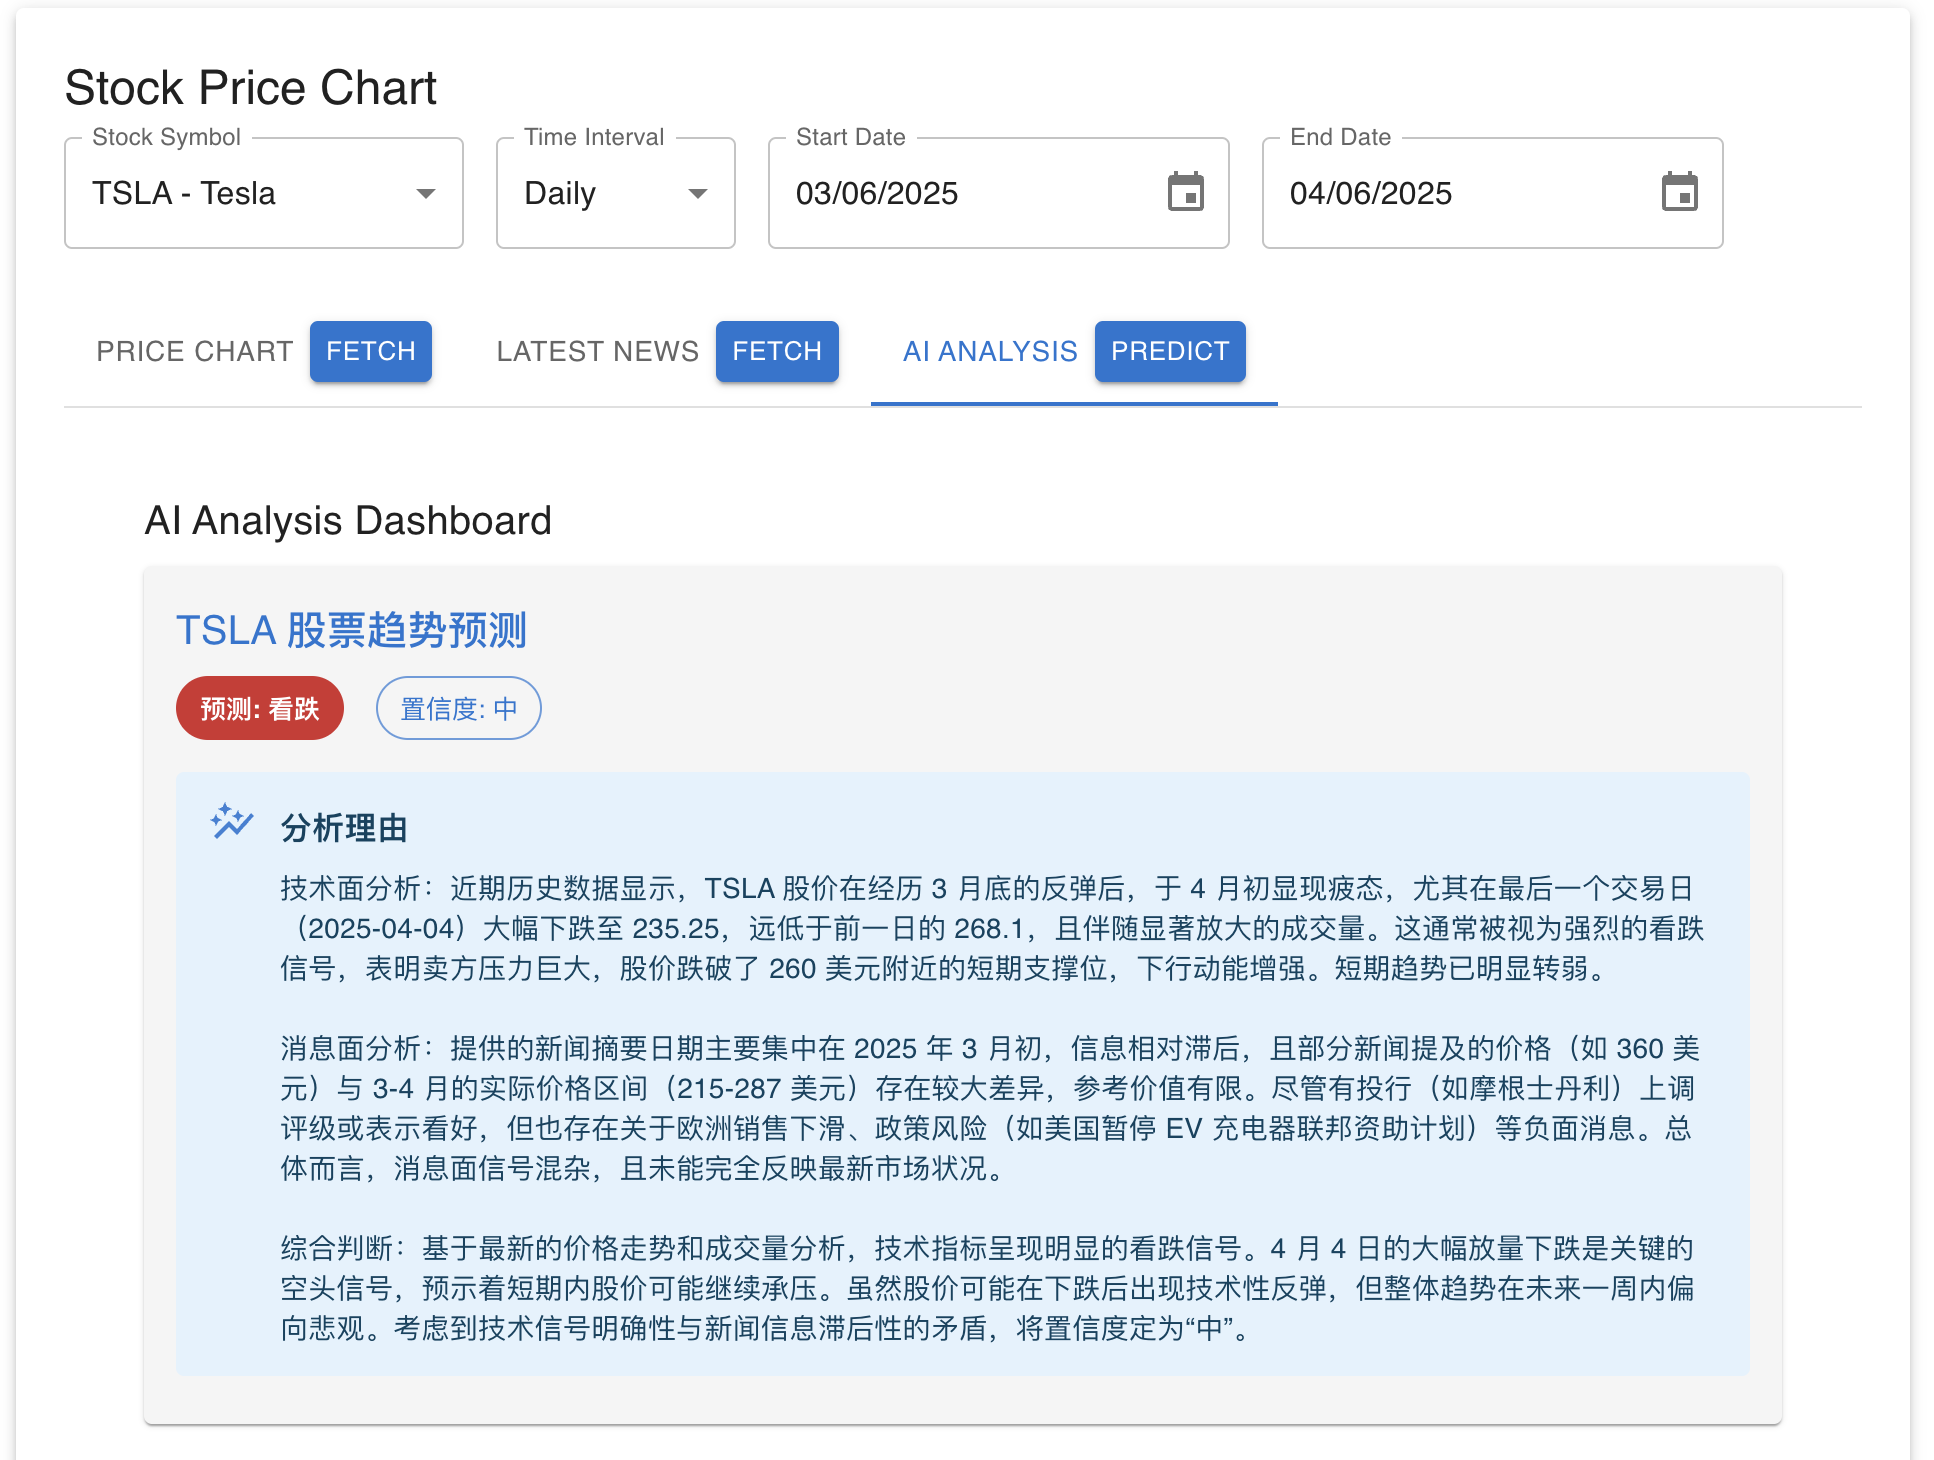 Stock Price Chart
Stock Symbol
TSLA - Tesla
Time Interval
Daily
Start Date
03/06/2025
End Date
04/06/2025
PRICE CHART
FETCH
LATEST NEWS
FETCH
AI ANALYSIS
PREDICT
AI Analysis Dashboard
TSLA 股票趋势预测
预测: 看跌
置信度: 中
分析理由
技术面分析：近期历史数据显示，TSLA 股价在经历 3 月底的反弹后，于 4 月初显现疲态，尤其在最后一个交易日
（2025-04-04）大幅下跌至 235.25，远低于前一日的 268.1，且伴随显著放大的成交量。这通常被视为强烈的看跌
信号，表明卖方压力巨大，股价跌破了 260 美元附近的短期支撑位，下行动能增强。短期趋势已明显转弱。
消息面分析：提供的新闻摘要日期主要集中在 2025 年 3 月初，信息相对滞后，且部分新闻提及的价格（如 360 美
元）与 3-4 月的实际价格区间（215-287 美元）存在较大差异，参考价值有限。尽管有投行（如摩根士丹利）上调
评级或表示看好，但也存在关于欧洲销售下滑、政策风险（如美国暂停 EV 充电器联邦资助计划）等负面消息。总
体而言，消息面信号混杂，且未能完全反映最新市场状况。
综合判断：基于最新的价格走势和成交量分析，技术指标呈现明显的看跌信号。4 月 4 日的大幅放量下跌是关键的
空头信号，预示着短期内股价可能继续承压。虽然股价可能在下跌后出现技术性反弹，但整体趋势在未来一周内偏
向悲观。考虑到技术信号明确性与新闻信息滞后性的矛盾，将置信度定为“中”。